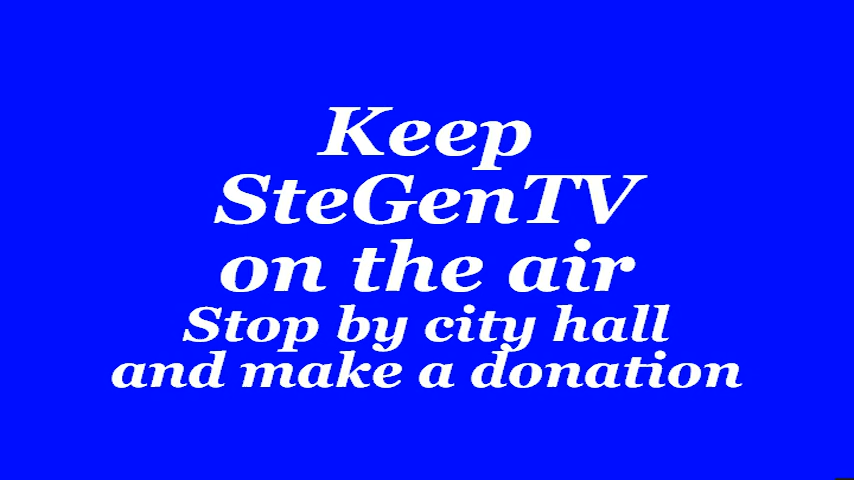 Keep
SteGenTV
on the air
Stop by city hall
and make a donation